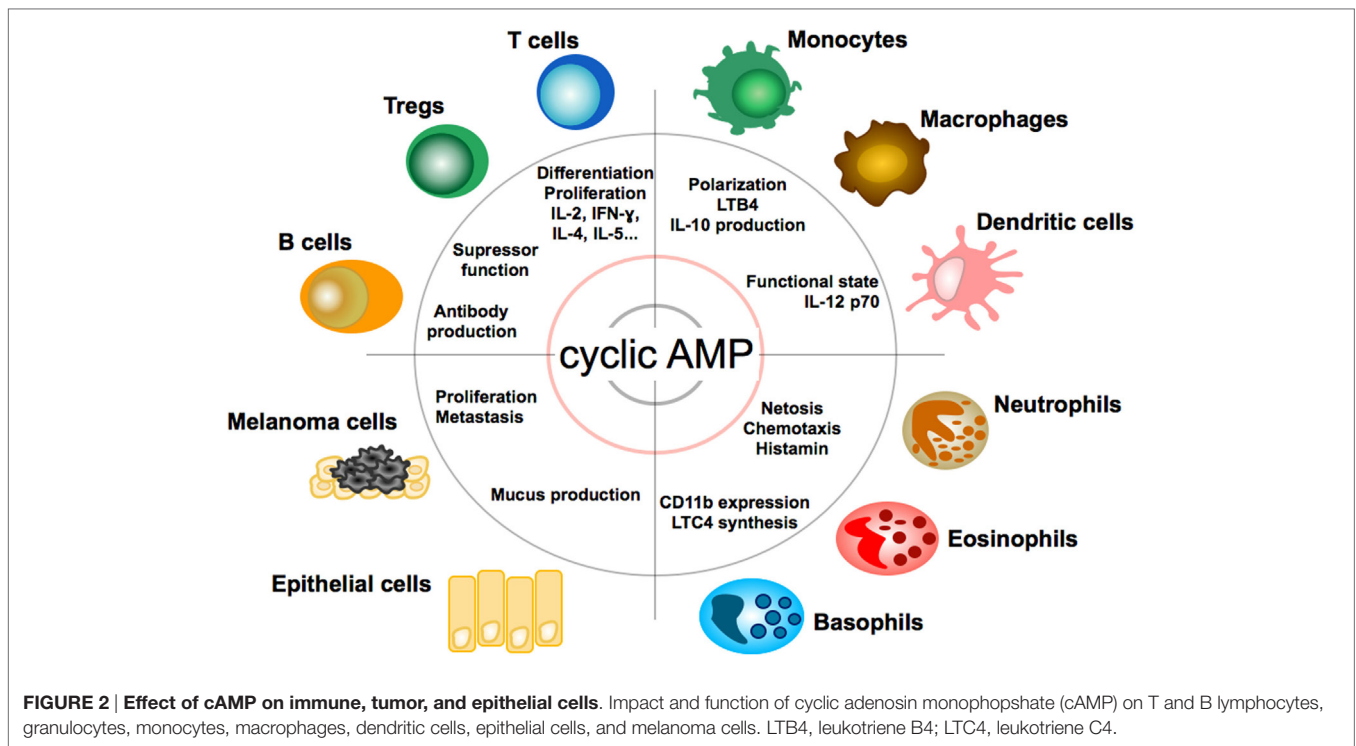 T cells
Monocytes
Tregs
Macrophages
Differentiation
Proliferation
IL-2, IFN-ɣ,
IL-4, IL-5...
Polarization
LTB4
IL-10 production
Dendritic cells
B cells
Supressor
function
Functional state
IL-12 p70
Antibody
production
cyclic AMP
Proliferation
Metastasis
Netosis
Chemotaxis
Histamin
Neutrophils
Melanoma cells
Mucus production
CD11b expression
LTC4 synthesis
Eosinophils
Epithelial cells
Basophils
FIGURE 2 | Effect of cAMP on immune, tumor, and epithelial cells. Impact and function of cyclic adenosin monophopshate (cAMP) on T and B lymphocytes,
granulocytes, monocytes, macrophages, dendritic cells, epithelial cells, and melanoma cells. LTB4, leukotriene B4; LTC4, leukotriene C4.